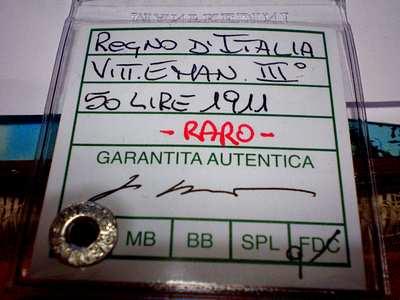 REGNO D'ITALIA
VITT. EMAN. III°
50 LIRE 1911
- RARO -
GARANTITA AUTENTICA
MB BB SPL FDC